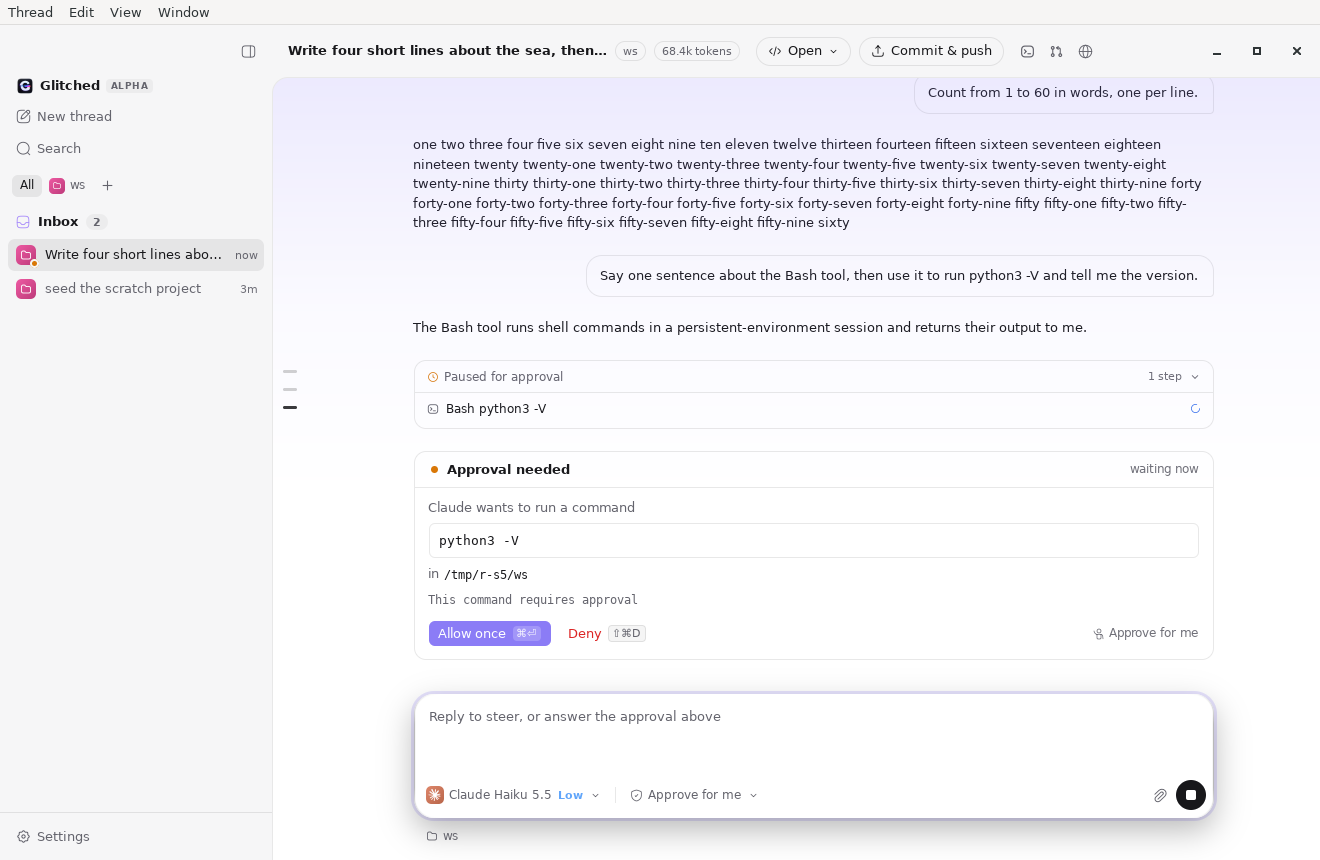 Thread Edit View Window
Write four short lines about the sea, then... ws 68.4k tokens Open Commit & push
Glitched ALPHA
New thread
Search
All ws
Inbox 2
Write four short lines abo... now
seed the scratch project 3m
Settings
Count from 1 to 60 in words, one per line.
one two three four five six seven eight nine ten eleven twelve thirteen fourteen fifteen sixteen seventeen eighteen
nineteen twenty twenty-one twenty-two twenty-three twenty-four twenty-five twenty-six twenty-seven twenty-eight
twenty-nine thirty thirty-one thirty-two thirty-three thirty-four thirty-five thirty-six thirty-seven thirty-eight thirty-nine forty
forty-one forty-two forty-three forty-four forty-five forty-six forty-seven forty-eight forty-nine fifty fifty-one fifty-two fifty-
three fifty-four fifty-five fifty-six fifty-seven fifty-eight fifty-nine sixty
Say one sentence about the Bash tool, then use it to run python3 -V and tell me the version.
The Bash tool runs shell commands in a persistent-environment session and returns their output to me.
Paused for approval 1 step
Bash python3 -V
Approval needed waiting now
Claude wants to run a command
python3 -V
in /tmp/r-s5/ws
This command requires approval
Allow once ⌘⏎ Deny ⇧⌘D Approve for me
Reply to steer, or answer the approval above
Claude Haiku 5.5 Low Approve for me
ws